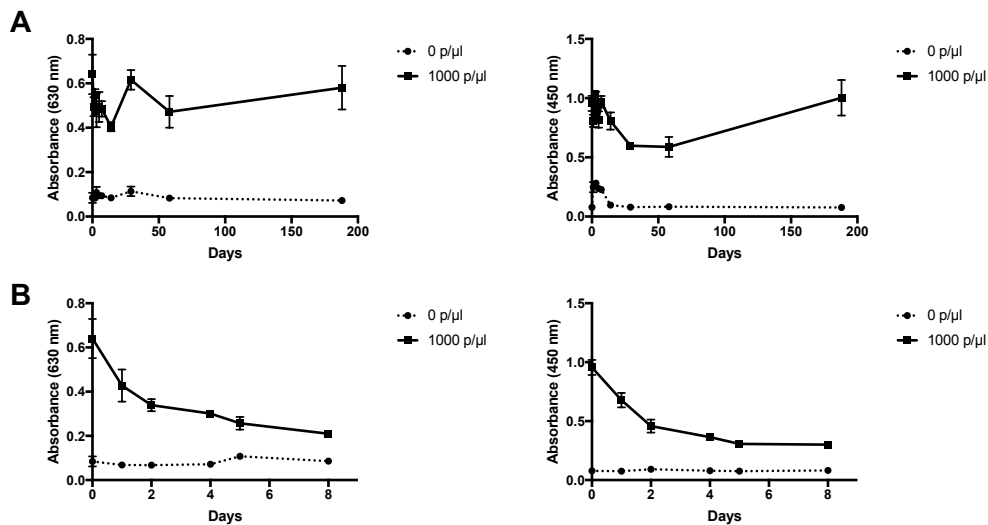 A
Absorbance (630 nm)
0.8
0.6
0.4
0.2
0.0
0 50 100 150 200
Days
0 p/µl
1000 p/µl
Absorbance (450 nm)
1.5
1.0
0.5
0.0
0 50 100 150 200
Days
0 p/µl
1000 p/µl
B
Absorbance (630 nm)
0.8
0.6
0.4
0.2
0.0
0 2 4 6 8
Days
0 p/µl
1000 p/µl
Absorbance (450 nm)
1.5
1.0
0.5
0.0
0 2 4 6 8
Days
0 p/µl
1000 p/µl